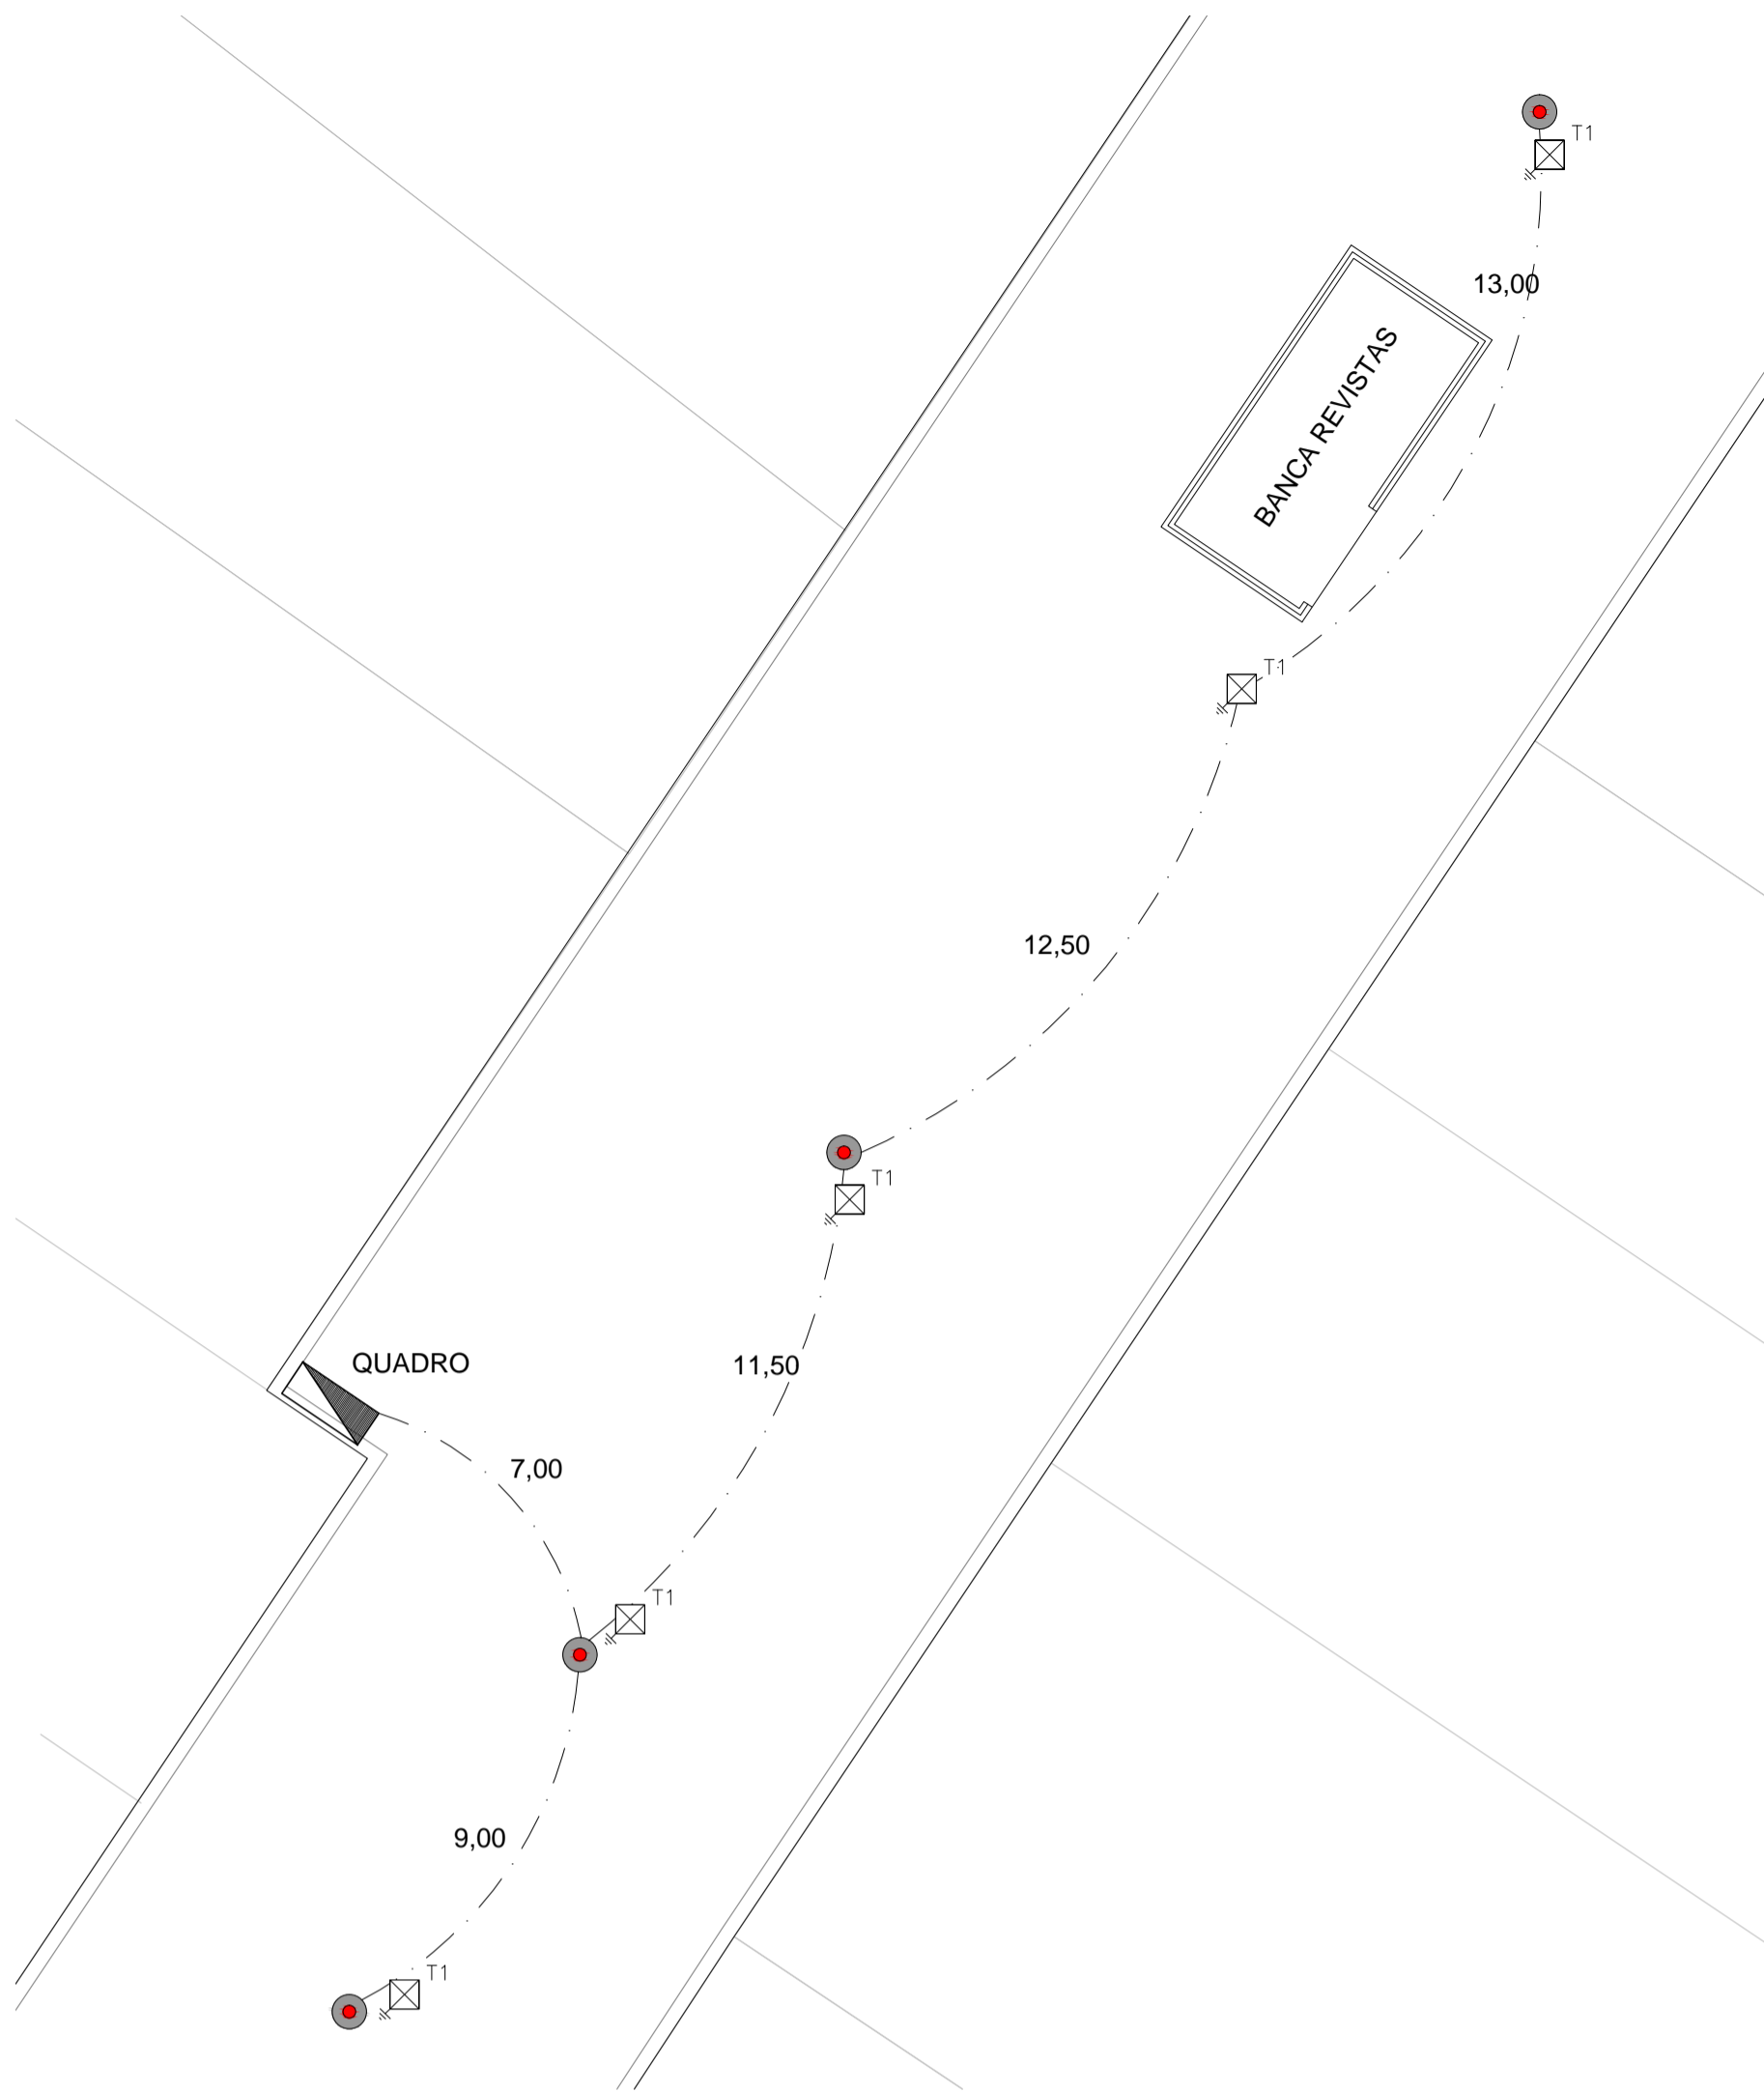 T1
13,00
BANCA REVISTAS
T1
12,50
T1
QUADRO
11,50
7,00
T1
9,00
T1